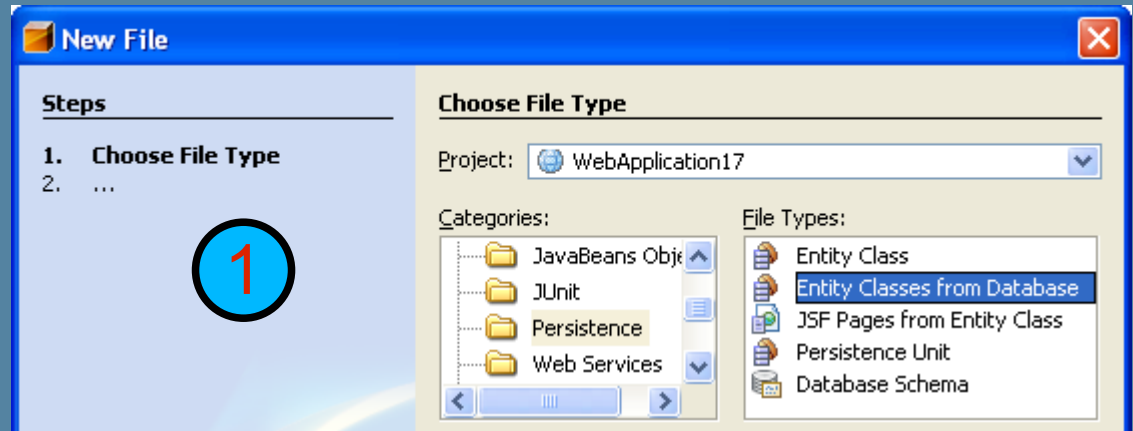 New File
Steps
1. Choose File Type
2. ...
1
Choose File Type
Project: WebApplication17
Categories:
JavaBeans Obje
JUnit
Persistence
Web Services
File Types:
Entity Class
Entity Classes from Database
JSF Pages from Entity Class
Persistence Unit
Database Schema